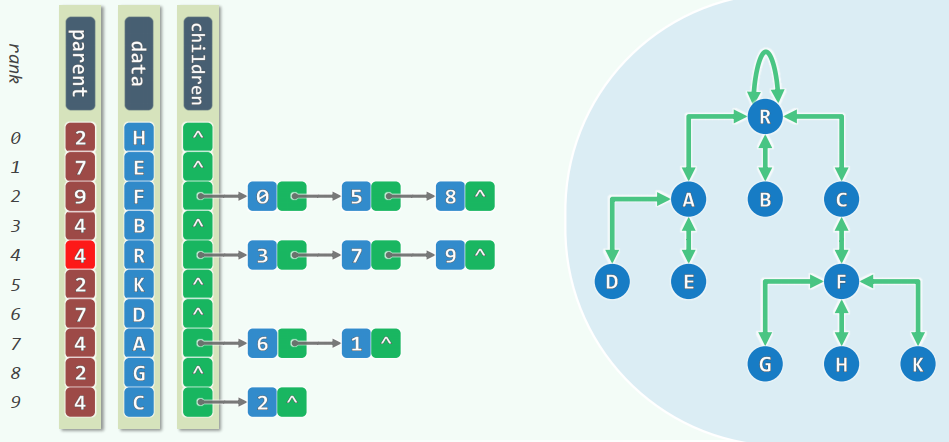 rank parent data children
0 2 H ^
1 7 E ^
2 9 F 0 5 8 ^
3 4 B ^
4 4 R 3 7 9 ^
5 2 K ^
6 7 D ^
7 4 A 6 1 ^
8 2 G ^
9 4 C 2 ^
R
A B C
D E F
G H K